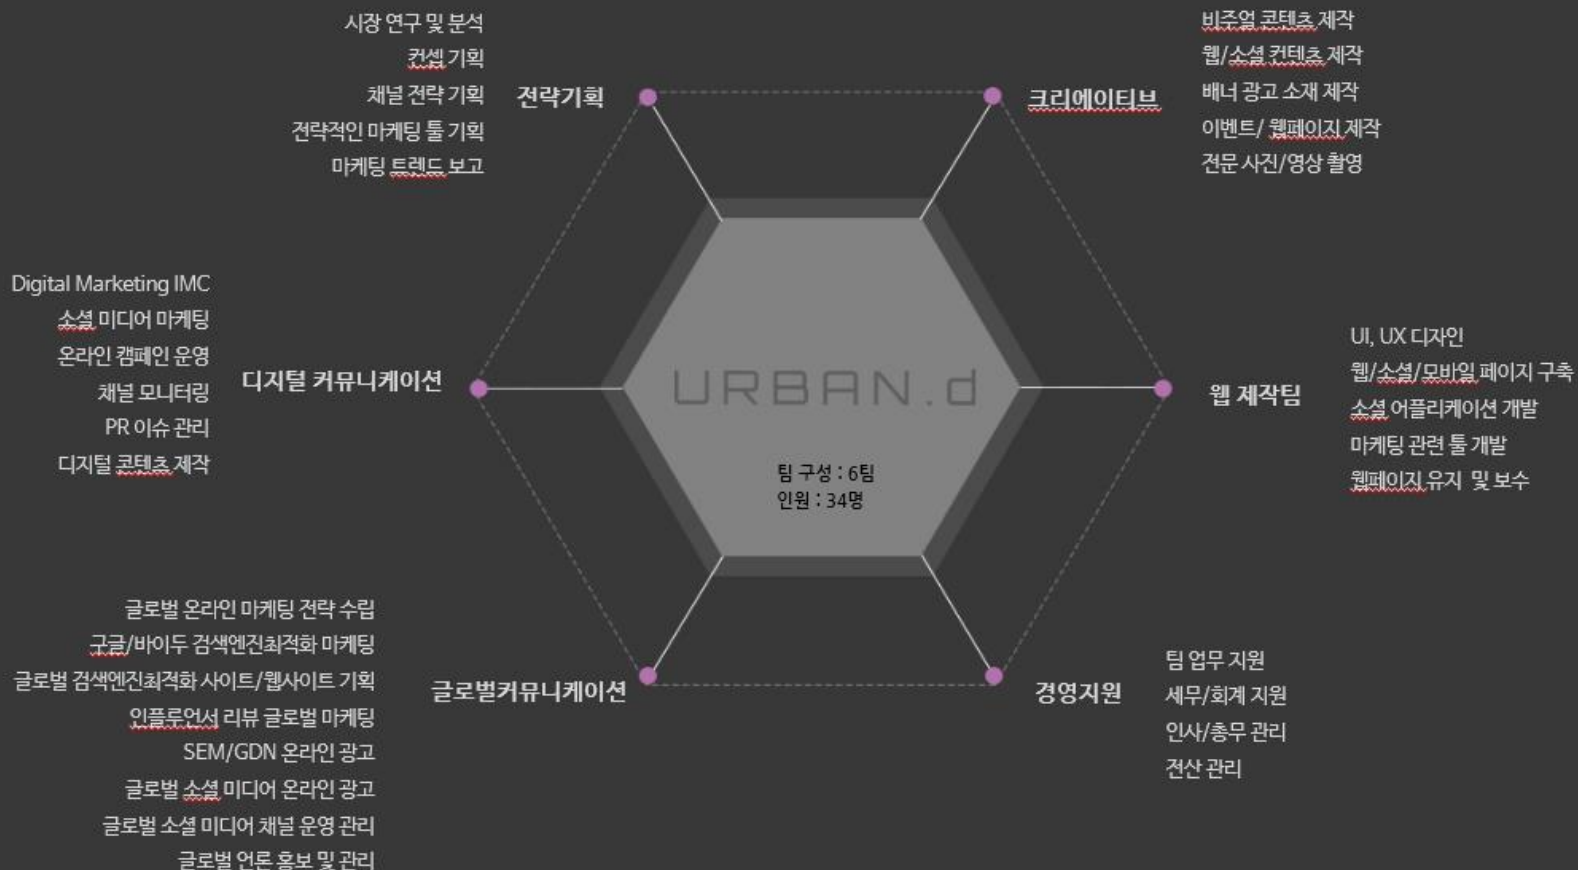 시장 연구 및 분석
컨셉 기획
채널 전략 기획
전략적인 마케팅 툴 기획
마케팅 트렌드 보고
전략기획
크리에이티브
비주얼 콘텐츠 제작
웹/소셜 컨텐츠 제작
배너 광고 소재 제작
이벤트/ 웹페이지 제작
전문 사진/영상 촬영
Digital Marketing IMC
소셜 미디어 마케팅
온라인 캠페인 운영
채널 모니터링
PR 이슈 관리
디지털 콘텐츠 제작
디지털 커뮤니케이션
URBAN.d
팀 구성 : 6팀
인원 : 34명
웹 제작팀
UI, UX 디자인
웹/소셜/모바일 페이지 구축
소셜 어플리케이션 개발
마케팅 관련 툴 개발
웹페이지 유지 및 보수
글로벌 온라인 마케팅 전략 수립
구글/바이두 검색엔진최적화 마케팅
글로벌 검색엔진최적화 사이트/웹사이트 기획
인플루언서 리뷰 글로벌 마케팅
SEM/GDN 온라인 광고
글로벌 소셜 미디어 온라인 광고
글로벌 소셜 미디어 채널 운영 관리
글로벌 언론 홍보 및 관리
글로벌커뮤니케이션
경영지원
팀 업무 지원
세무/회계 지원
인사/총무 관리
전산 관리